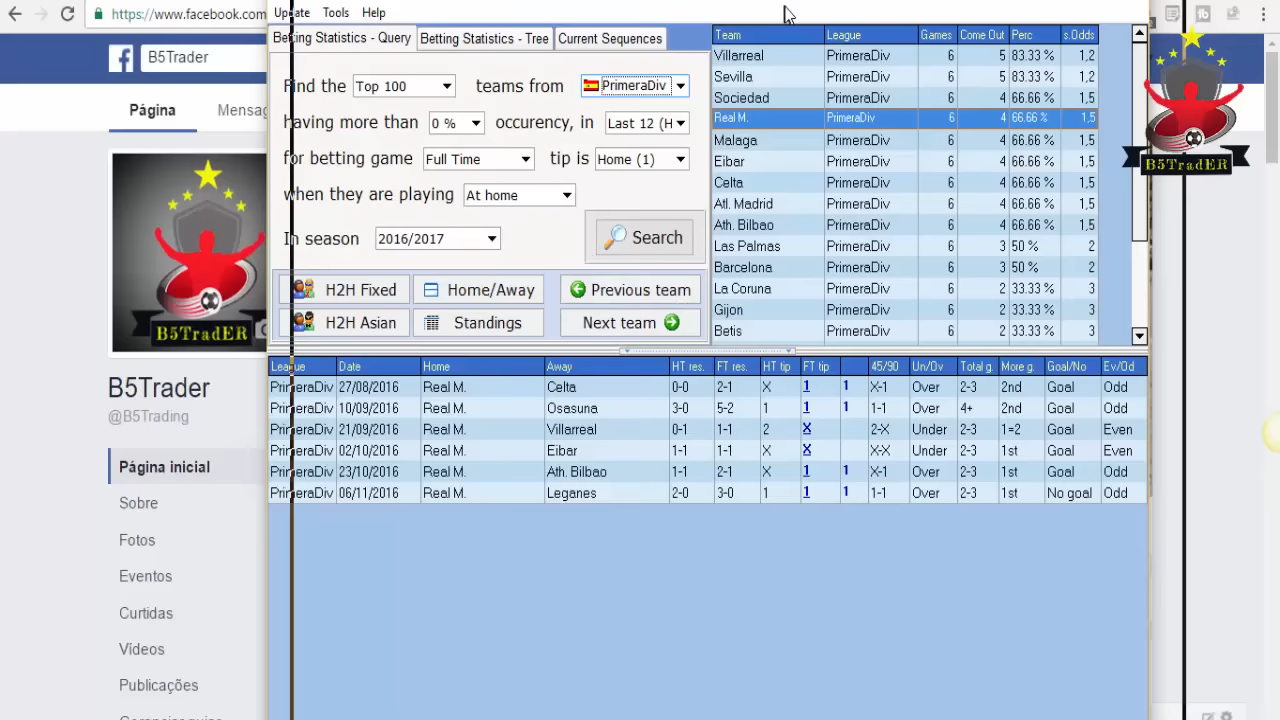 https://www.facebook.com
B5Trader
Página
Mensag
B5TradER
B5Trader
@B5Trading
Página inicial
Sobre
Fotos
Eventos
Curtidas
Vídeos
Publicações
Update Tools Help
Betting Statistics - Query Betting Statistics - Tree Current Sequences
Find the Top 100 teams from PrimeraDiv
having more than 0 % occurency, in Last 12 (H
for betting game Full Time tip is Home (1)
when they are playing At home
In season 2016/2017 Search
H2H Fixed Home/Away Previous team
H2H Asian Standings Next team
Team League Games Come Out Perc s.Odds
Villarreal PrimeraDiv 6 5 83.33 % 1,2
Sevilla PrimeraDiv 6 5 83.33 % 1,2
Sociedad PrimeraDiv 6 4 66.66 % 1,5
Real M. PrimeraDiv 6 4 66.66 % 1,5
Malaga PrimeraDiv 6 4 66.66 % 1,5
Eibar PrimeraDiv 6 4 66.66 % 1,5
Celta PrimeraDiv 6 4 66.66 % 1,5
Atl. Madrid PrimeraDiv 6 4 66.66 % 1,5
Ath. Bilbao PrimeraDiv 6 4 66.66 % 1,5
Las Palmas PrimeraDiv 6 3 50 % 2
Barcelona PrimeraDiv 6 3 50 % 2
La Coruna PrimeraDiv 6 2 33.33 % 3
Gijon PrimeraDiv 6 2 33.33 % 3
Betis PrimeraDiv 6 2 33.33 % 3
B5TradER
League Date Home Away HT res. FT res. HT tip FT tip 45/90 Un/Ov Total g. More g. Goal/No Ev/Od
PrimeraDiv 27/08/2016 Real M. Celta 0-0 2-1 X 1 1 X-1 Over 2-3 2nd Goal Odd
PrimeraDiv 10/09/2016 Real M. Osasuna 3-0 5-2 1 1 1 1-1 Over 4+ 2nd Goal Odd
PrimeraDiv 21/09/2016 Real M. Villarreal 0-1 1-1 2 X 2-X Under 2-3 1=2 Goal Even
PrimeraDiv 02/10/2016 Real M. Eibar 1-1 1-1 X X X-X Under 2-3 1st Goal Even
PrimeraDiv 23/10/2016 Real M. Ath. Bilbao 1-1 2-1 X 1 1 X-1 Over 2-3 1st Goal Odd
PrimeraDiv 06/11/2016 Real M. Leganes 2-0 3-0 1 1 1 1-1 Over 2-3 1st No goal Odd